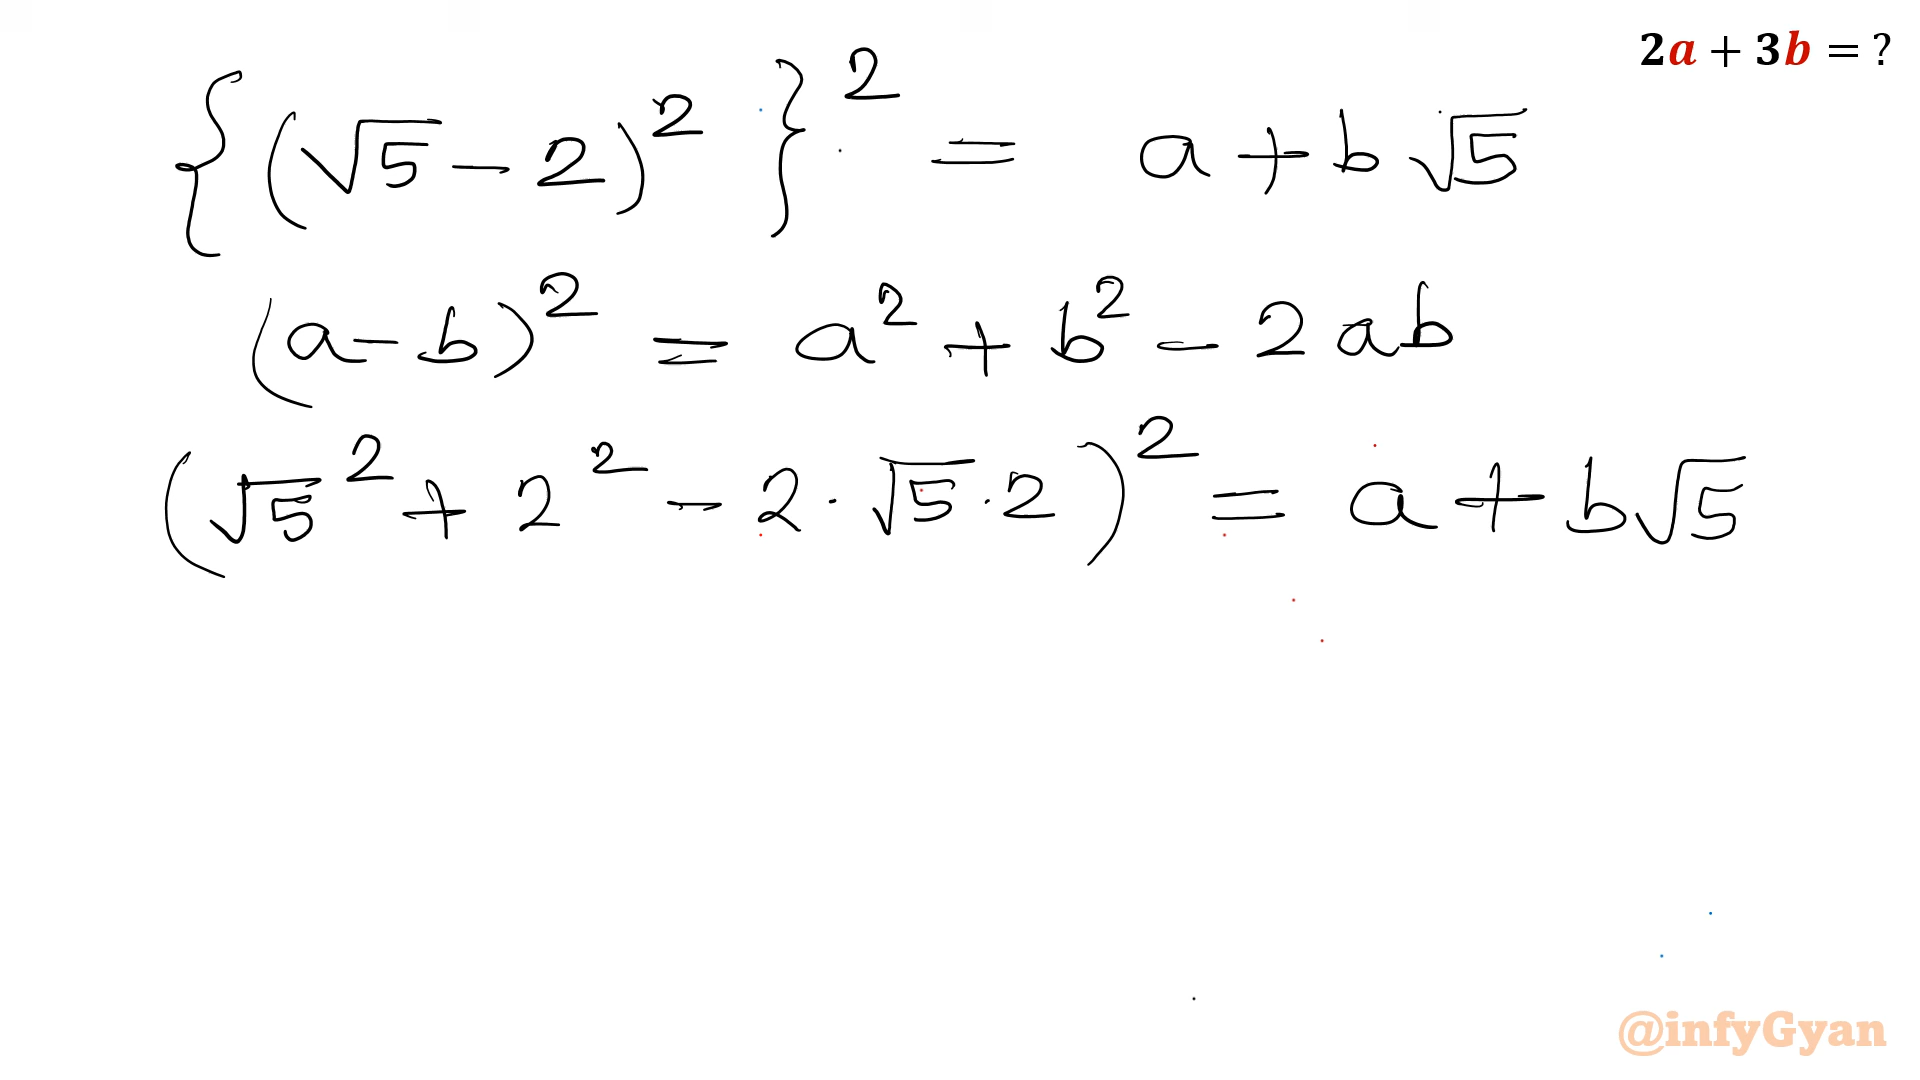 2a + 3b = ?
{(√5 − 2)²}² = a + b√5
(a − b)² = a² + b² − 2ab
(√5² + 2² − 2·√5·2)² = a + b√5
@infyGyan